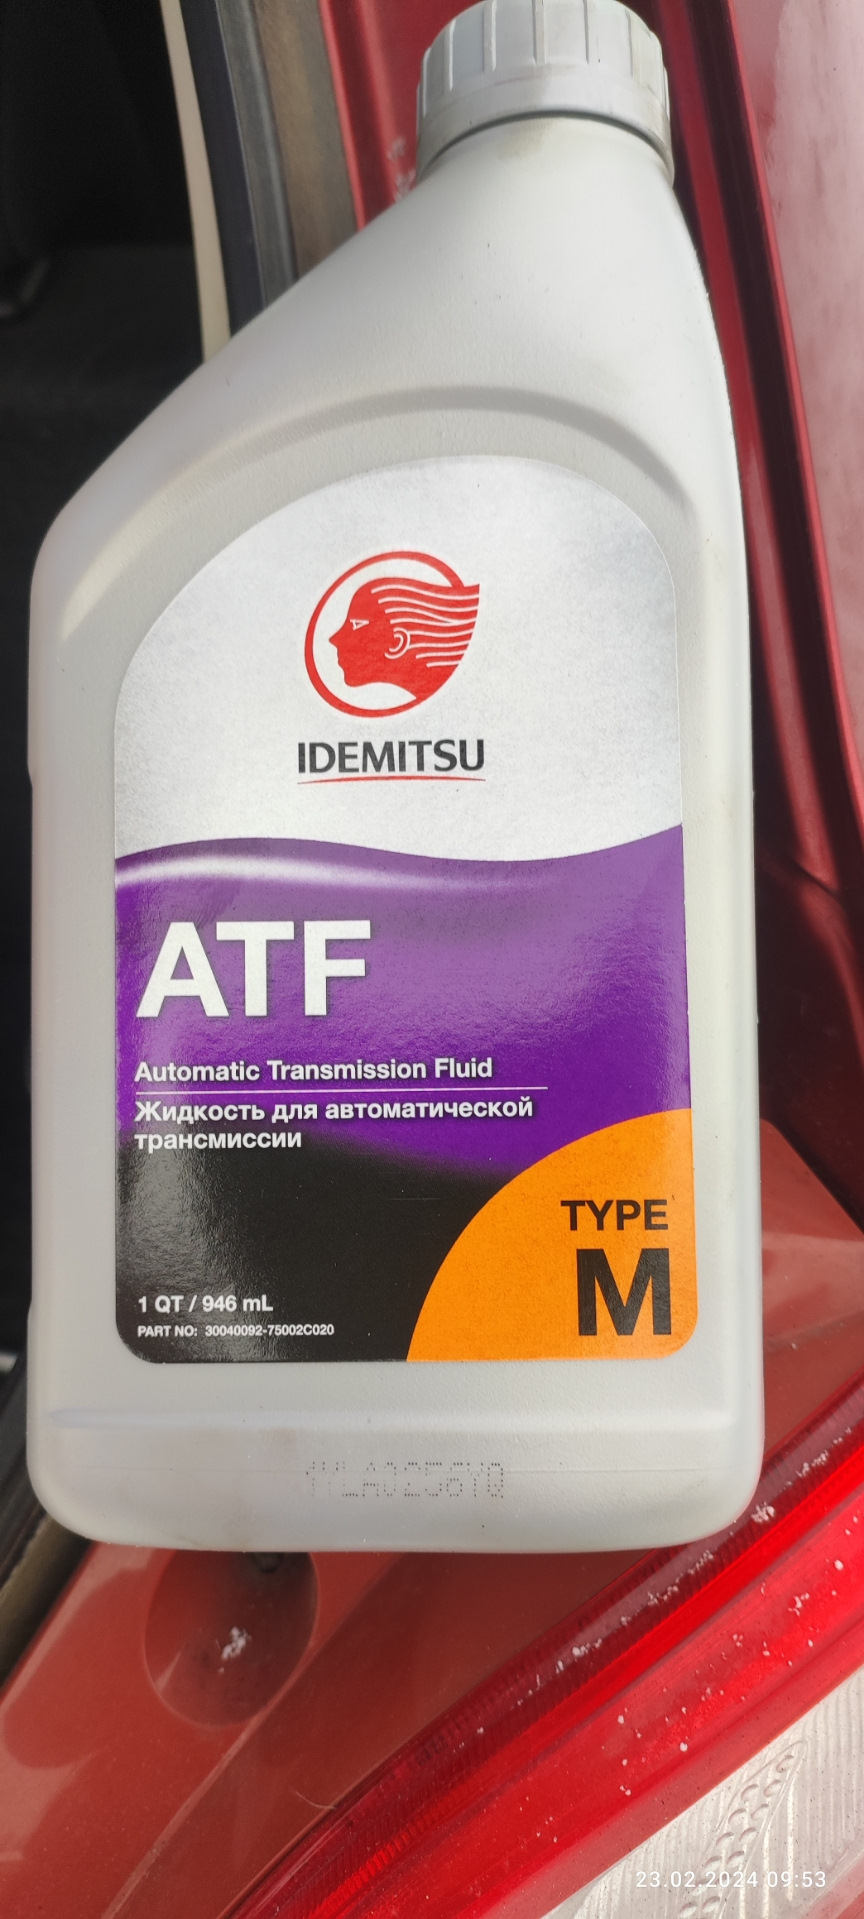 IDEMITSU
ATF
Automatic Transmission Fluid
Жидкость для автоматической
трансмиссии
TYPE
M
1 QT / 946 mL
PART NO: 30040092-75002C020
23.02.2024 09:53